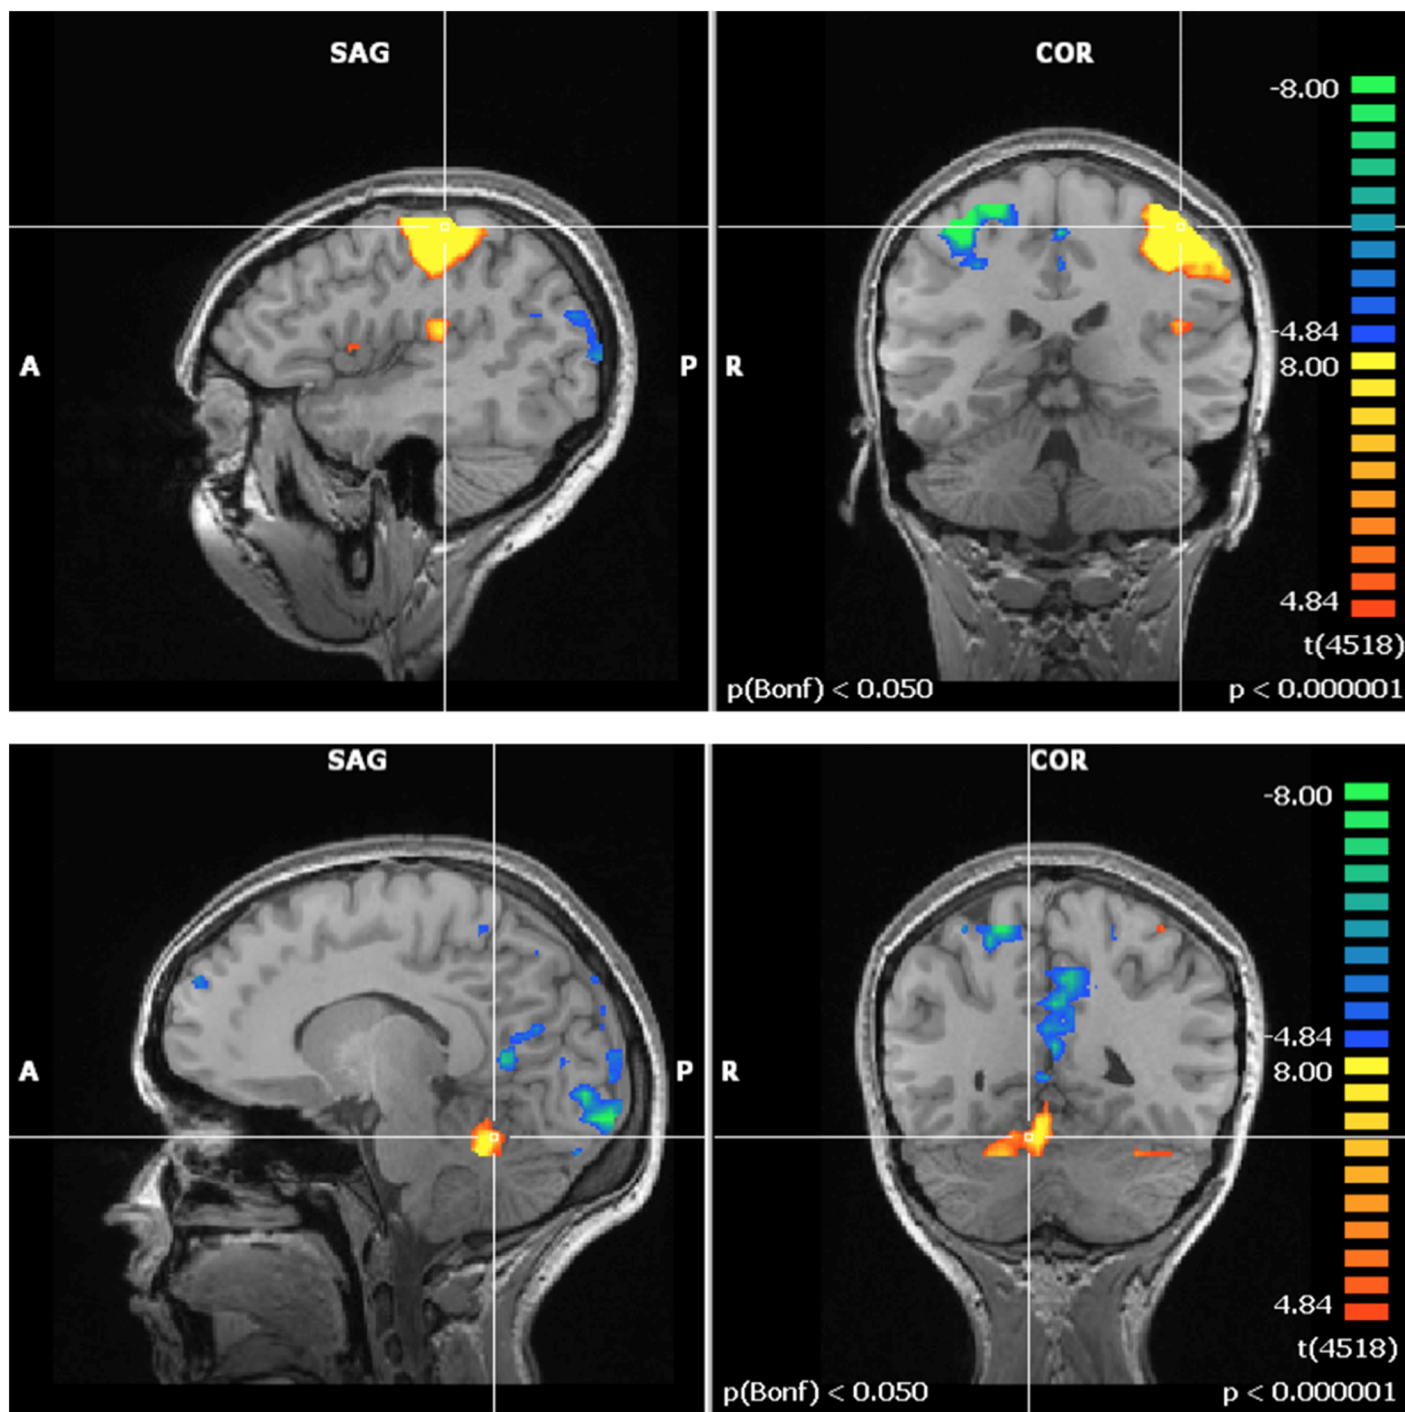 SAG
COR
-8.00
-4.84
8.00
A
P
R
4.84
t(4518)
p(Bonf) < 0.050
p < 0.000001
SAG
COR
-8.00
-4.84
8.00
A
P
R
4.84
t(4518)
p(Bonf) < 0.050
p < 0.000001